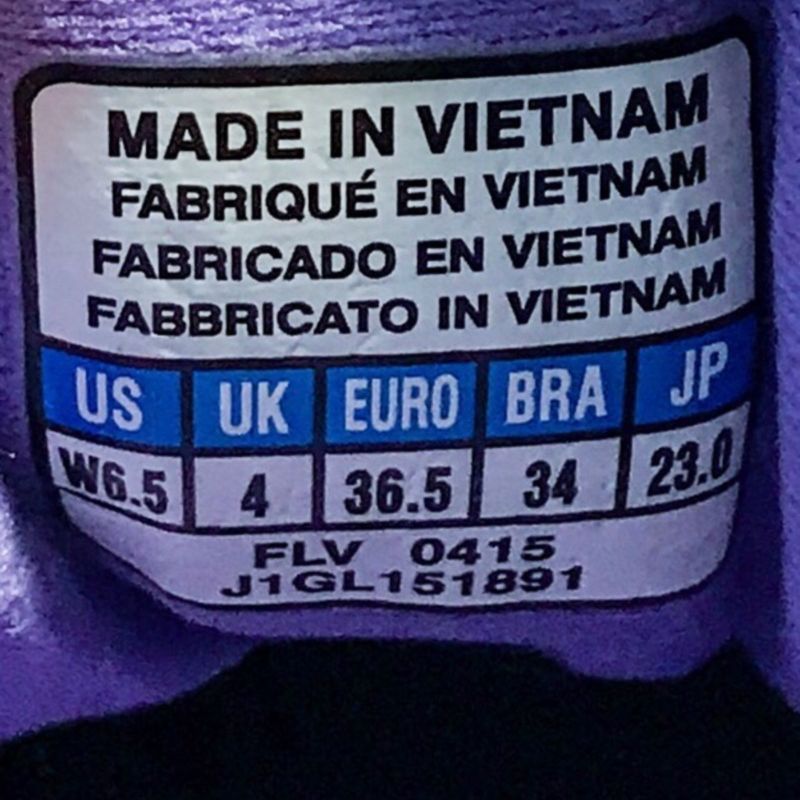 MADE IN VIETNAM
FABRIQUÉ EN VIETNAM
FABRICADO EN VIETNAM
FABBRICATO IN VIETNAM
US UK EURO BRA JP
W6.5 4 36.5 34 23.0
FLV 0415
J1GL151891